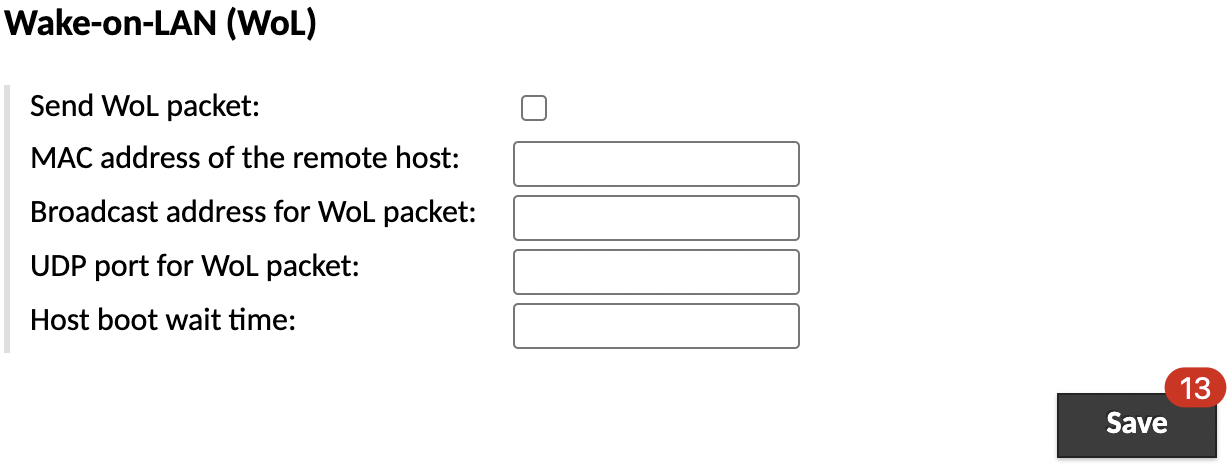 Wake-on-LAN (WoL)
Send WoL packet:
MAC address of the remote host:
Broadcast address for WoL packet:
UDP port for WoL packet:
Host boot wait time:
13
Save